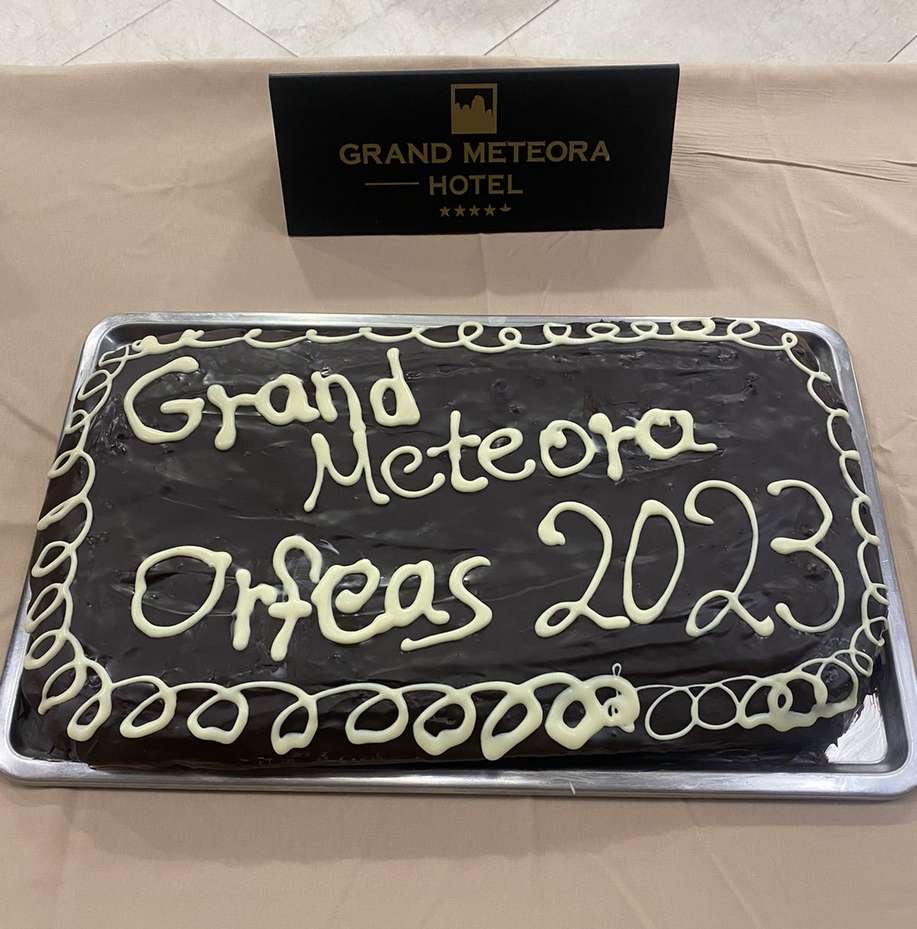 GRAND METEORA
HOTEL
Grand
Meteora
Orfeas 2023